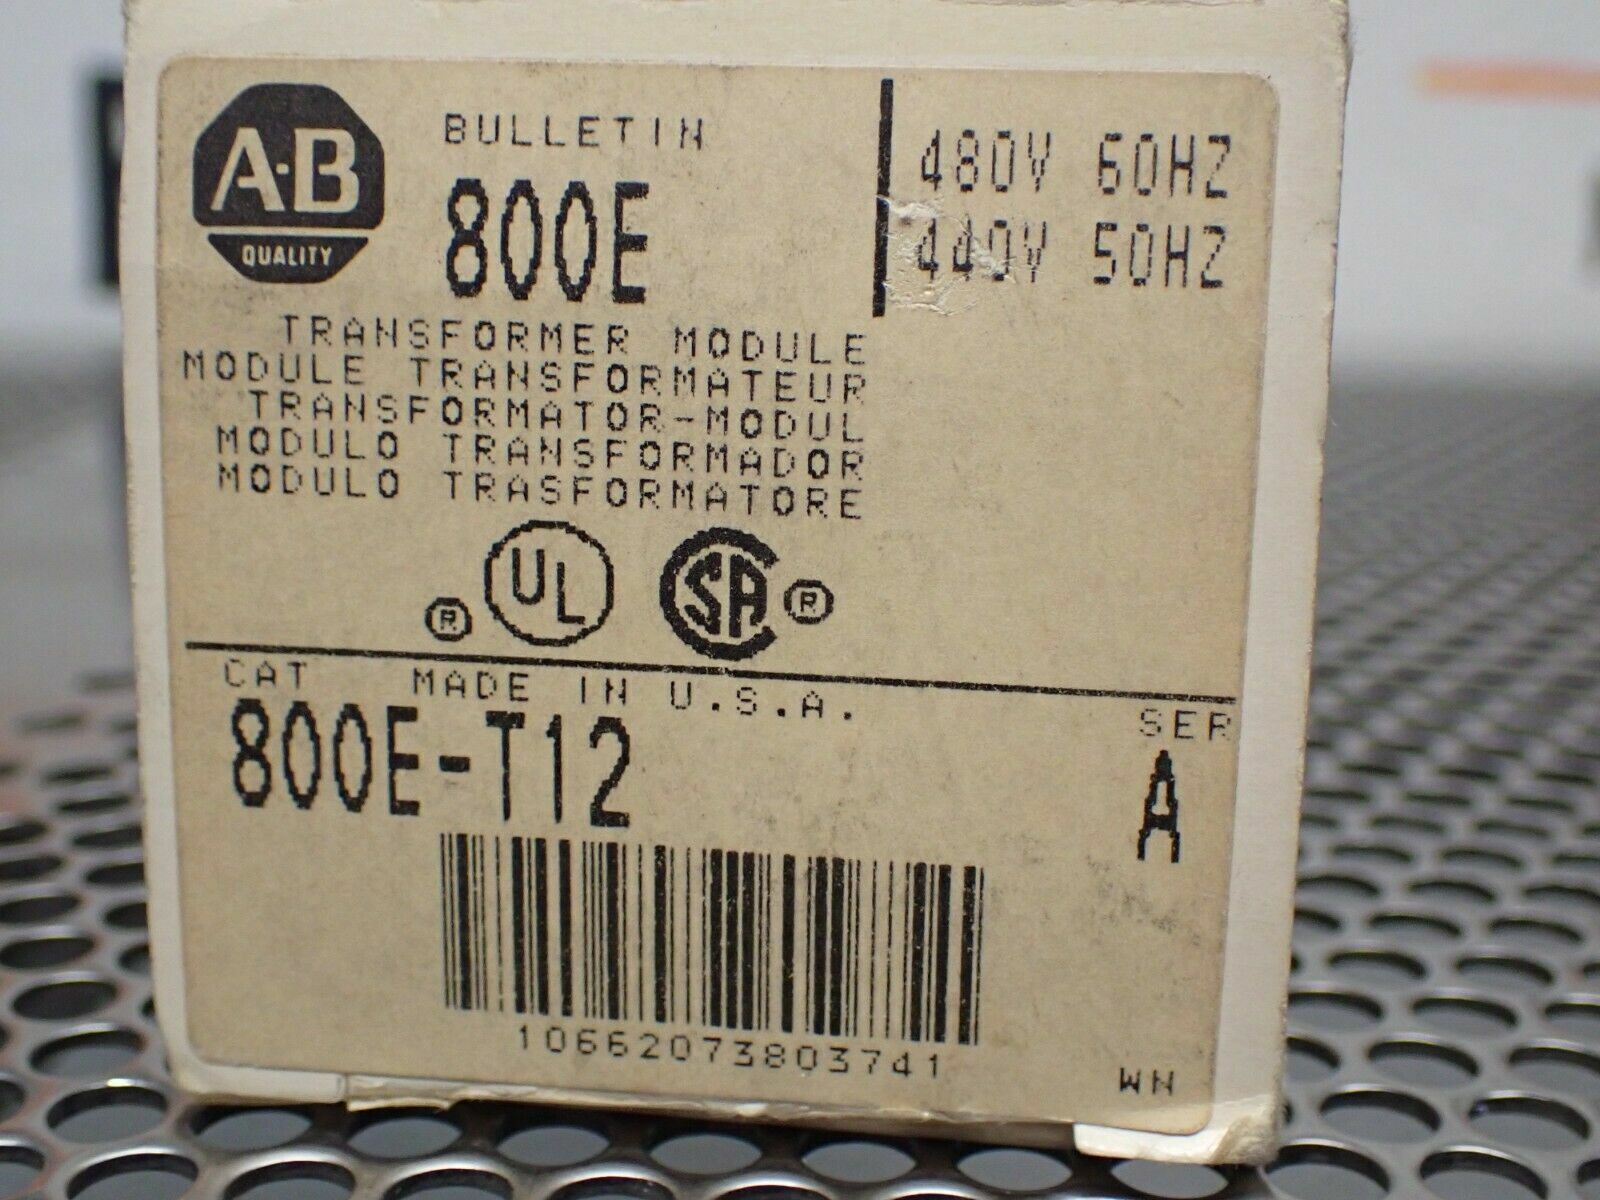 A-B
QUALITY
BULLETIN
800E
480V 60HZ
440V 50HZ
TRANSFORMER MODULE
MODULE TRANSFORMATEUR
TRANSFORMATOR-MODUL
MODULO TRANSFORMADOR
MODULO TRASFORMATORE
® UL CSA ®
CAT MADE IN U.S.A.
800E-T12
SER
A
10662073803741
WN